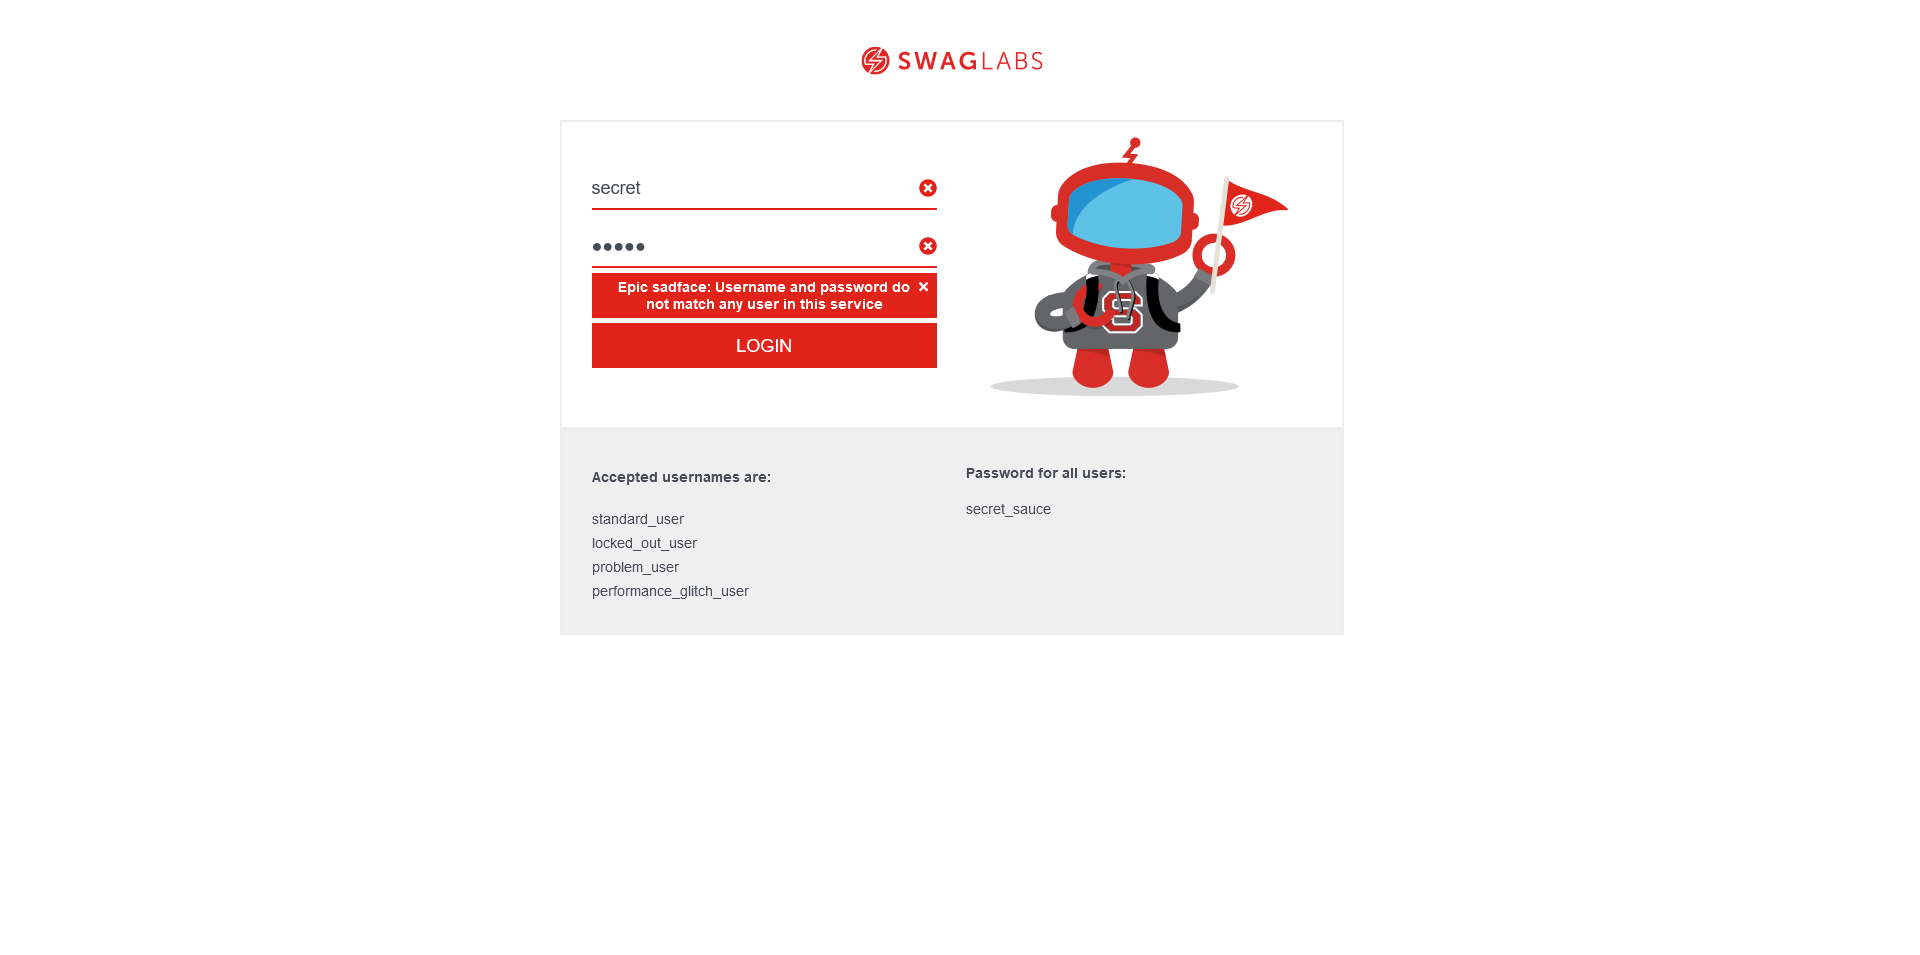 SWAGLABS
secret
●●●●●
Epic sadface: Username and password do
not match any user in this service
LOGIN
S
Accepted usernames are:
standard_user
locked_out_user
problem_user
performance_glitch_user
Password for all users:
secret_sauce